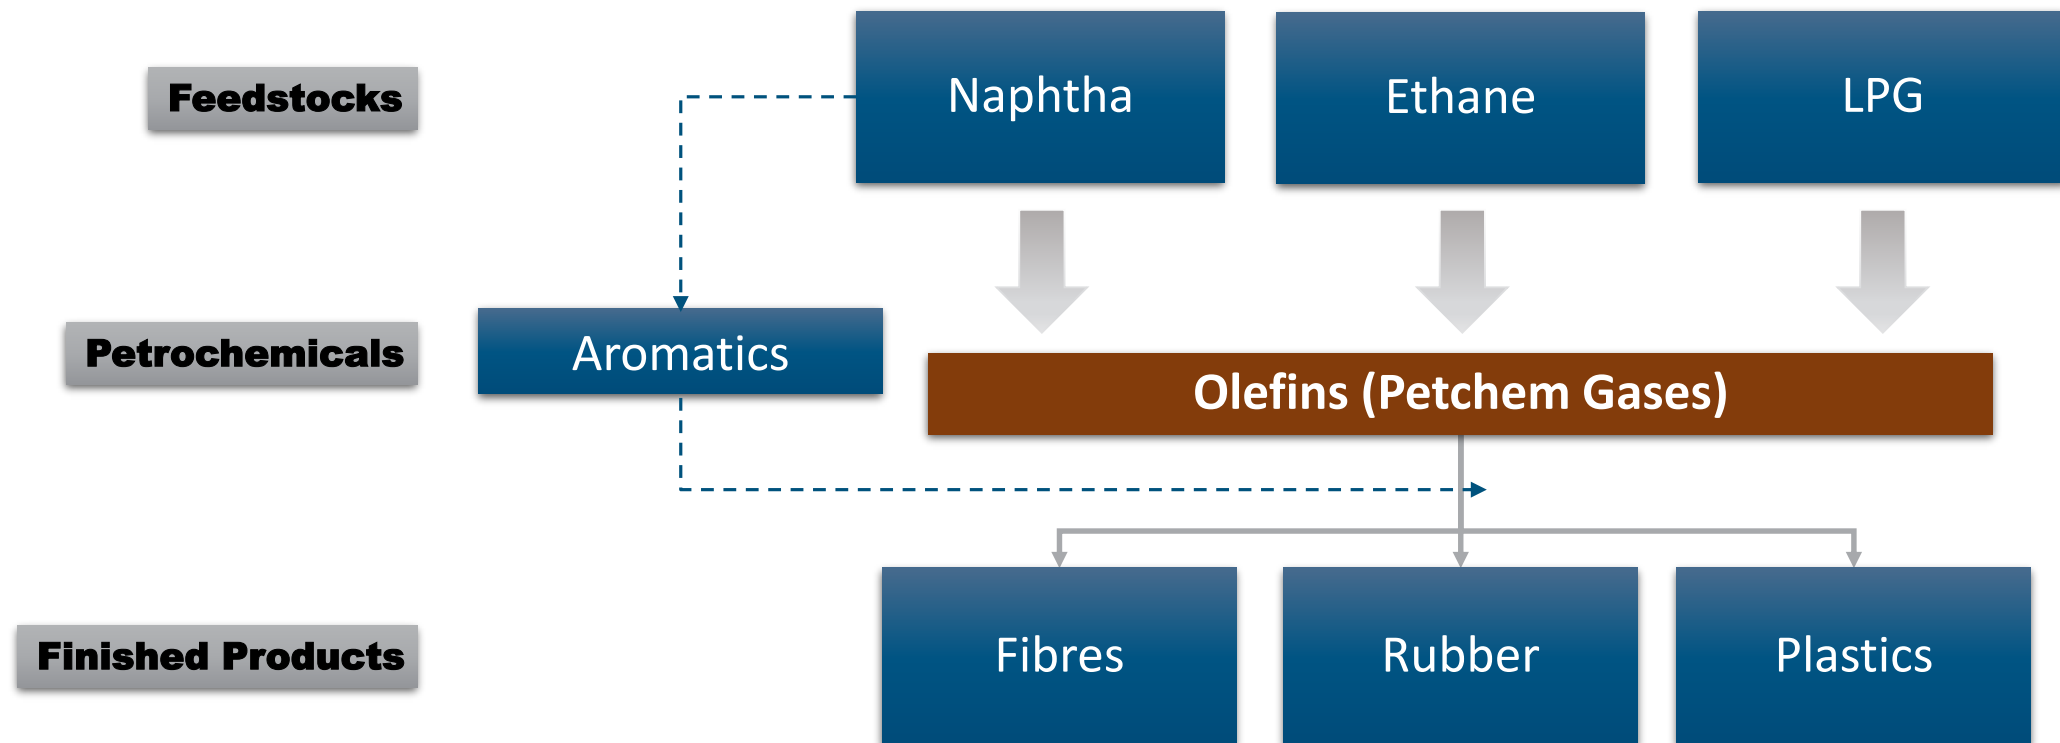 Feedstocks
Naphtha
Ethane
LPG
Petrochemicals
Aromatics
Olefins (Petchem Gases)
Finished Products
Fibres
Rubber
Plastics